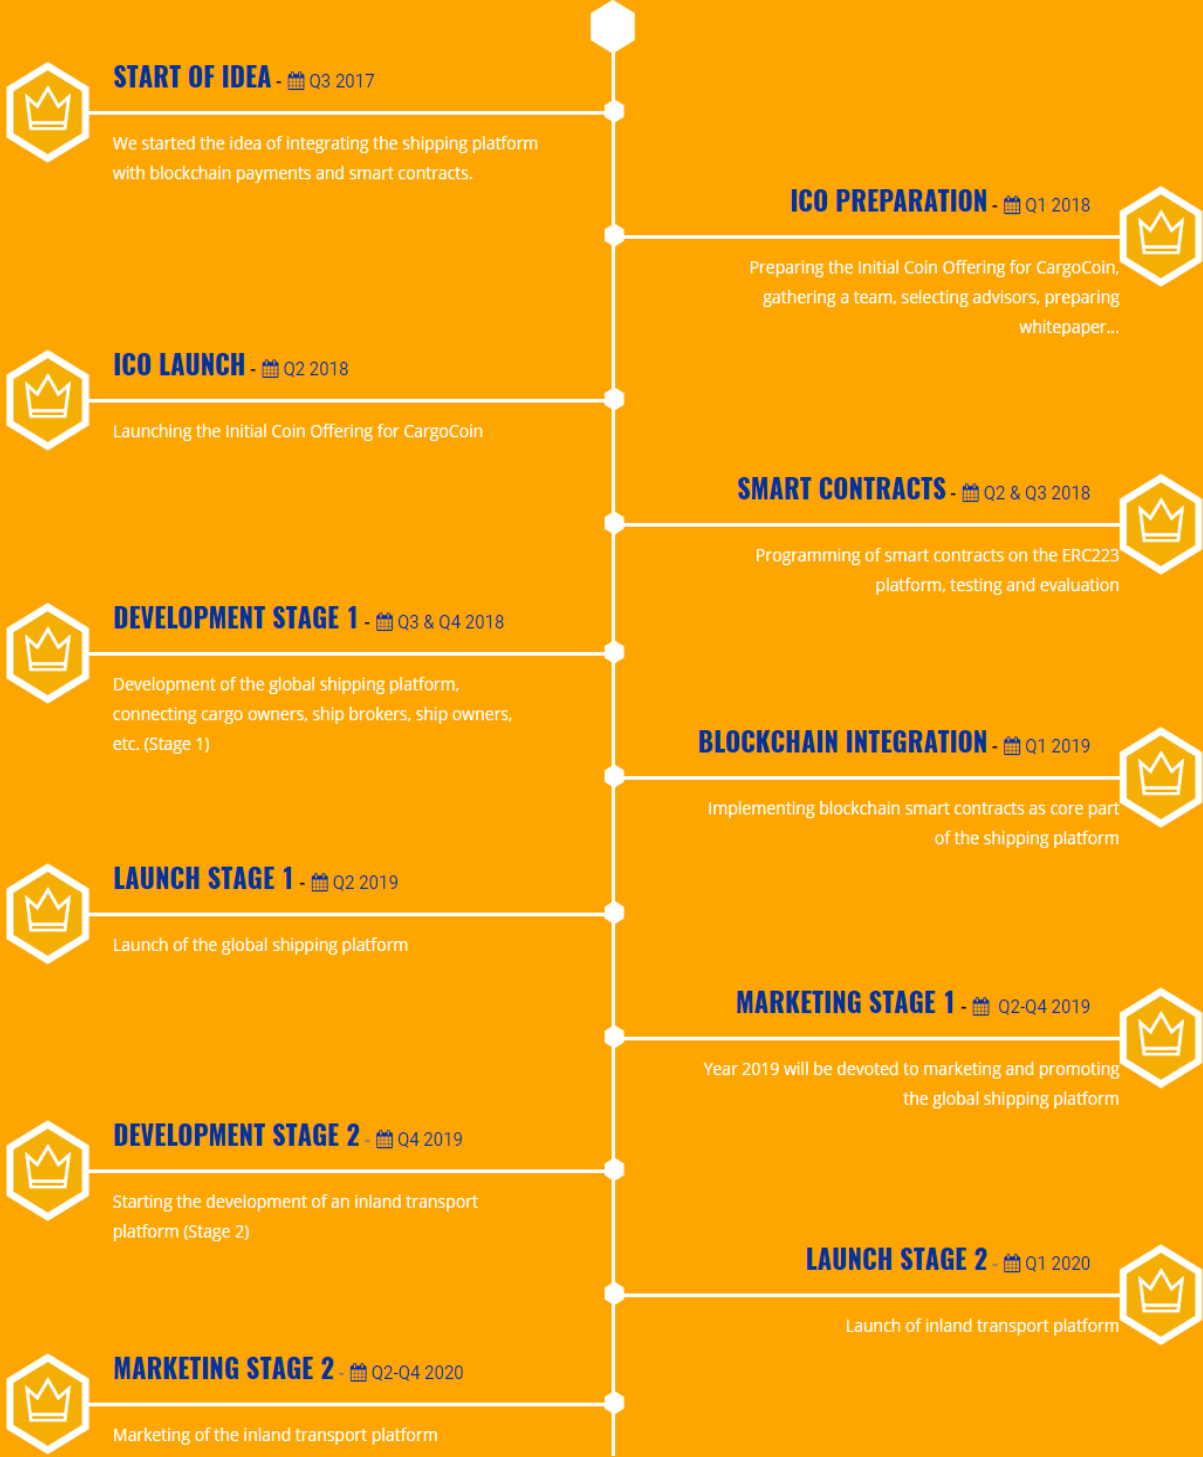 START OF IDEA - Q3 2017
We started the idea of integrating the shipping platform
with blockchain payments and smart contracts.
ICO PREPARATION - Q1 2018
Preparing the Initial Coin Offering for CargoCoin,
gathering a team, selecting advisors, preparing
whitepaper...
ICO LAUNCH - Q2 2018
Launching the Initial Coin Offering for CargoCoin
SMART CONTRACTS - Q2 & Q3 2018
Programming of smart contracts on the ERC223
platform, testing and evaluation
DEVELOPMENT STAGE 1 - Q3 & Q4 2018
Development of the global shipping platform,
connecting cargo owners, ship brokers, ship owners,
etc. (Stage 1)
BLOCKCHAIN INTEGRATION - Q1 2019
Implementing blockchain smart contracts as core part
of the shipping platform
LAUNCH STAGE 1 - Q2 2019
Launch of the global shipping platform
MARKETING STAGE 1 - Q2-Q4 2019
Year 2019 will be devoted to marketing and promoting
the global shipping platform
DEVELOPMENT STAGE 2 - Q4 2019
Starting the development of an inland transport
platform (Stage 2)
LAUNCH STAGE 2 - Q1 2020
Launch of inland transport platform
MARKETING STAGE 2 - Q2-Q4 2020
Marketing of the inland transport platform